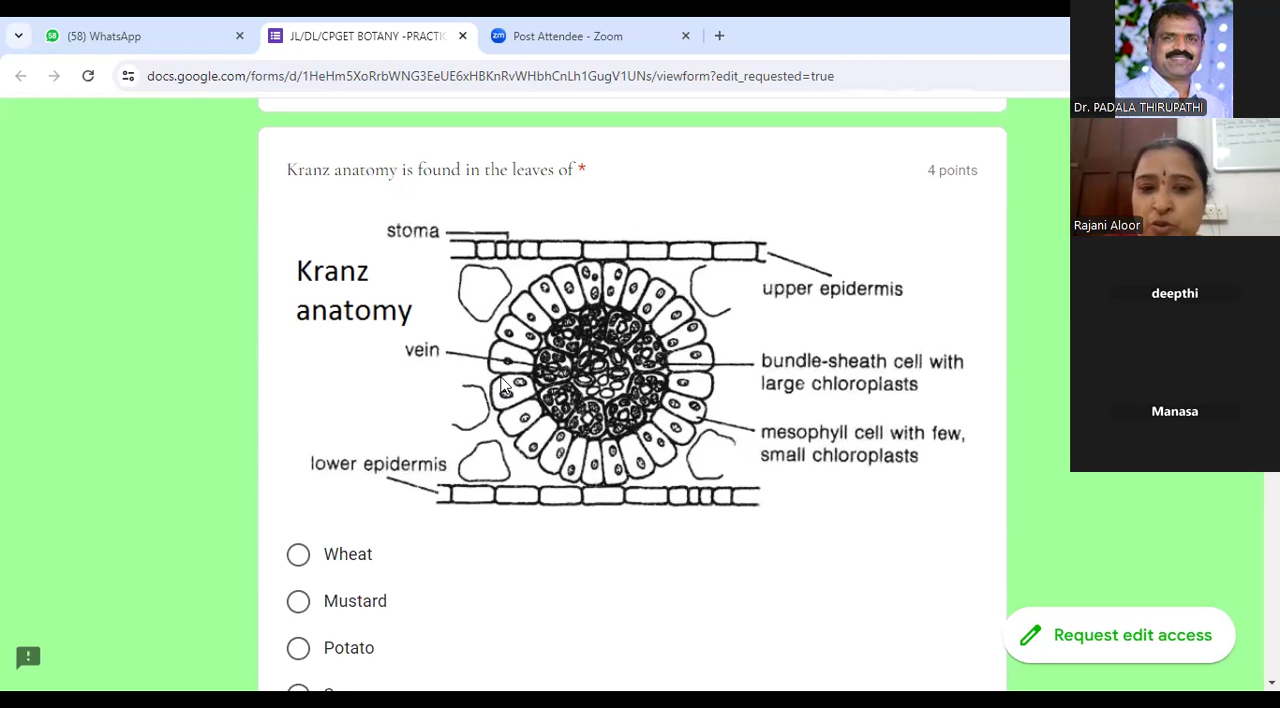 (58) WhatsApp
JL/DL/CPGET BOTANY -PRACTIC
Post Attendee - Zoom
docs.google.com/forms/d/1HeHm5XoRrbWNG3EeUE6xHBKnRvWHbhCnLh1GugV1UNs/viewform?edit_requested=true
Dr. PADALA THIRUPATHI
Rajani Aloor
deepthi
Manasa
Kranz anatomy is found in the leaves of *
4 points
stoma
Kranz
anatomy
upper epidermis
vein
bundle-sheath cell with
large chloroplasts
mesophyll cell with few,
small chloroplasts
lower epidermis
Wheat
Mustard
Potato
Request edit access